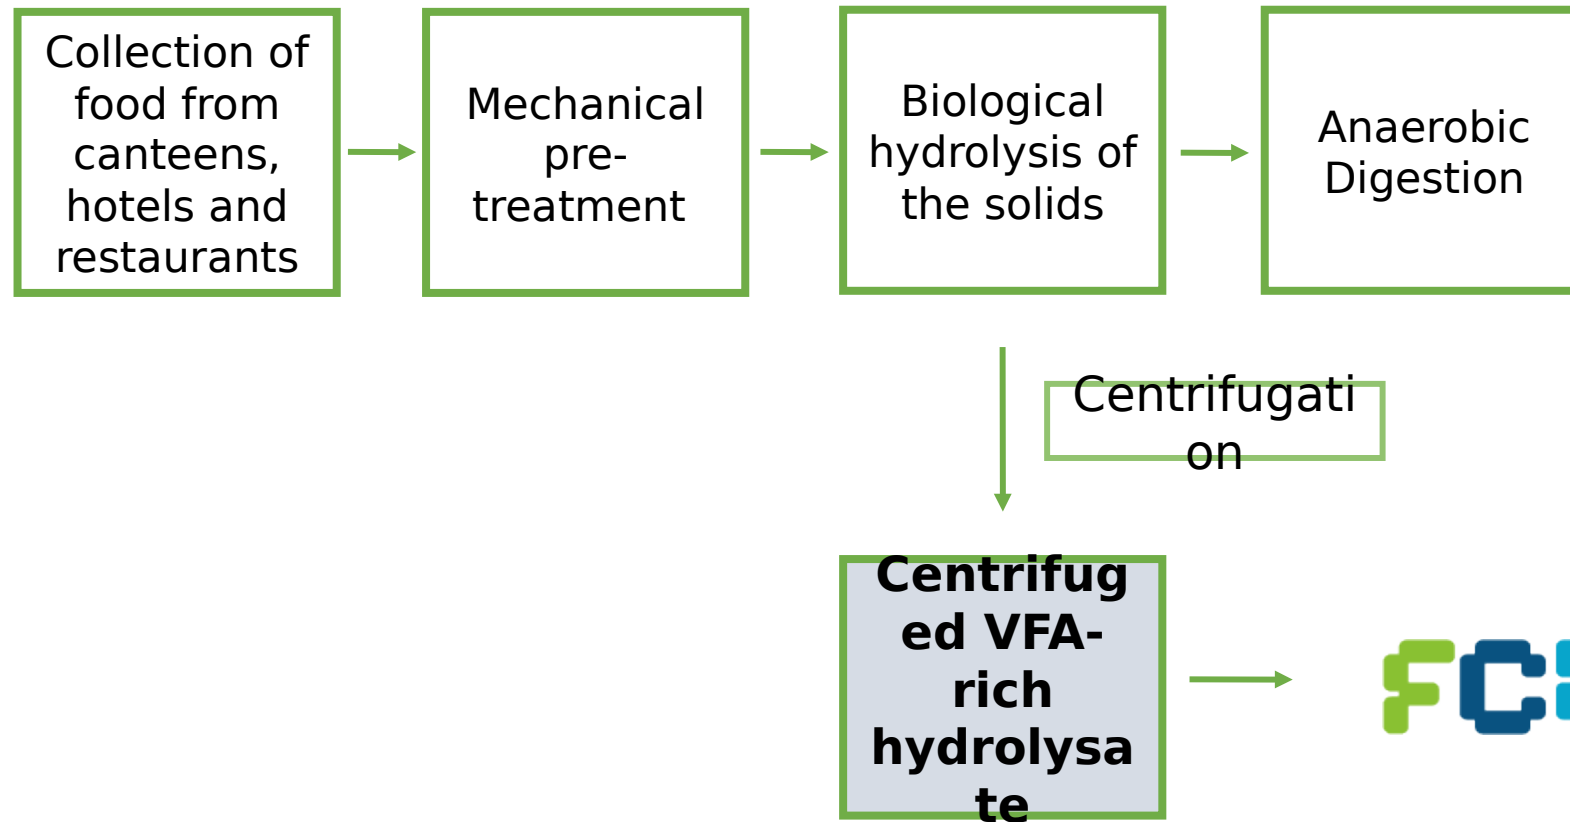 Collection of
food from
canteens,
hotels and
restaurants
Mechanical
pre-
treatment
Biological
hydrolysis of
the solids
Anaerobic
Digestion
Centrifugati
on
Centrifug
ed VFA-
rich
hydrolysa
te
FC